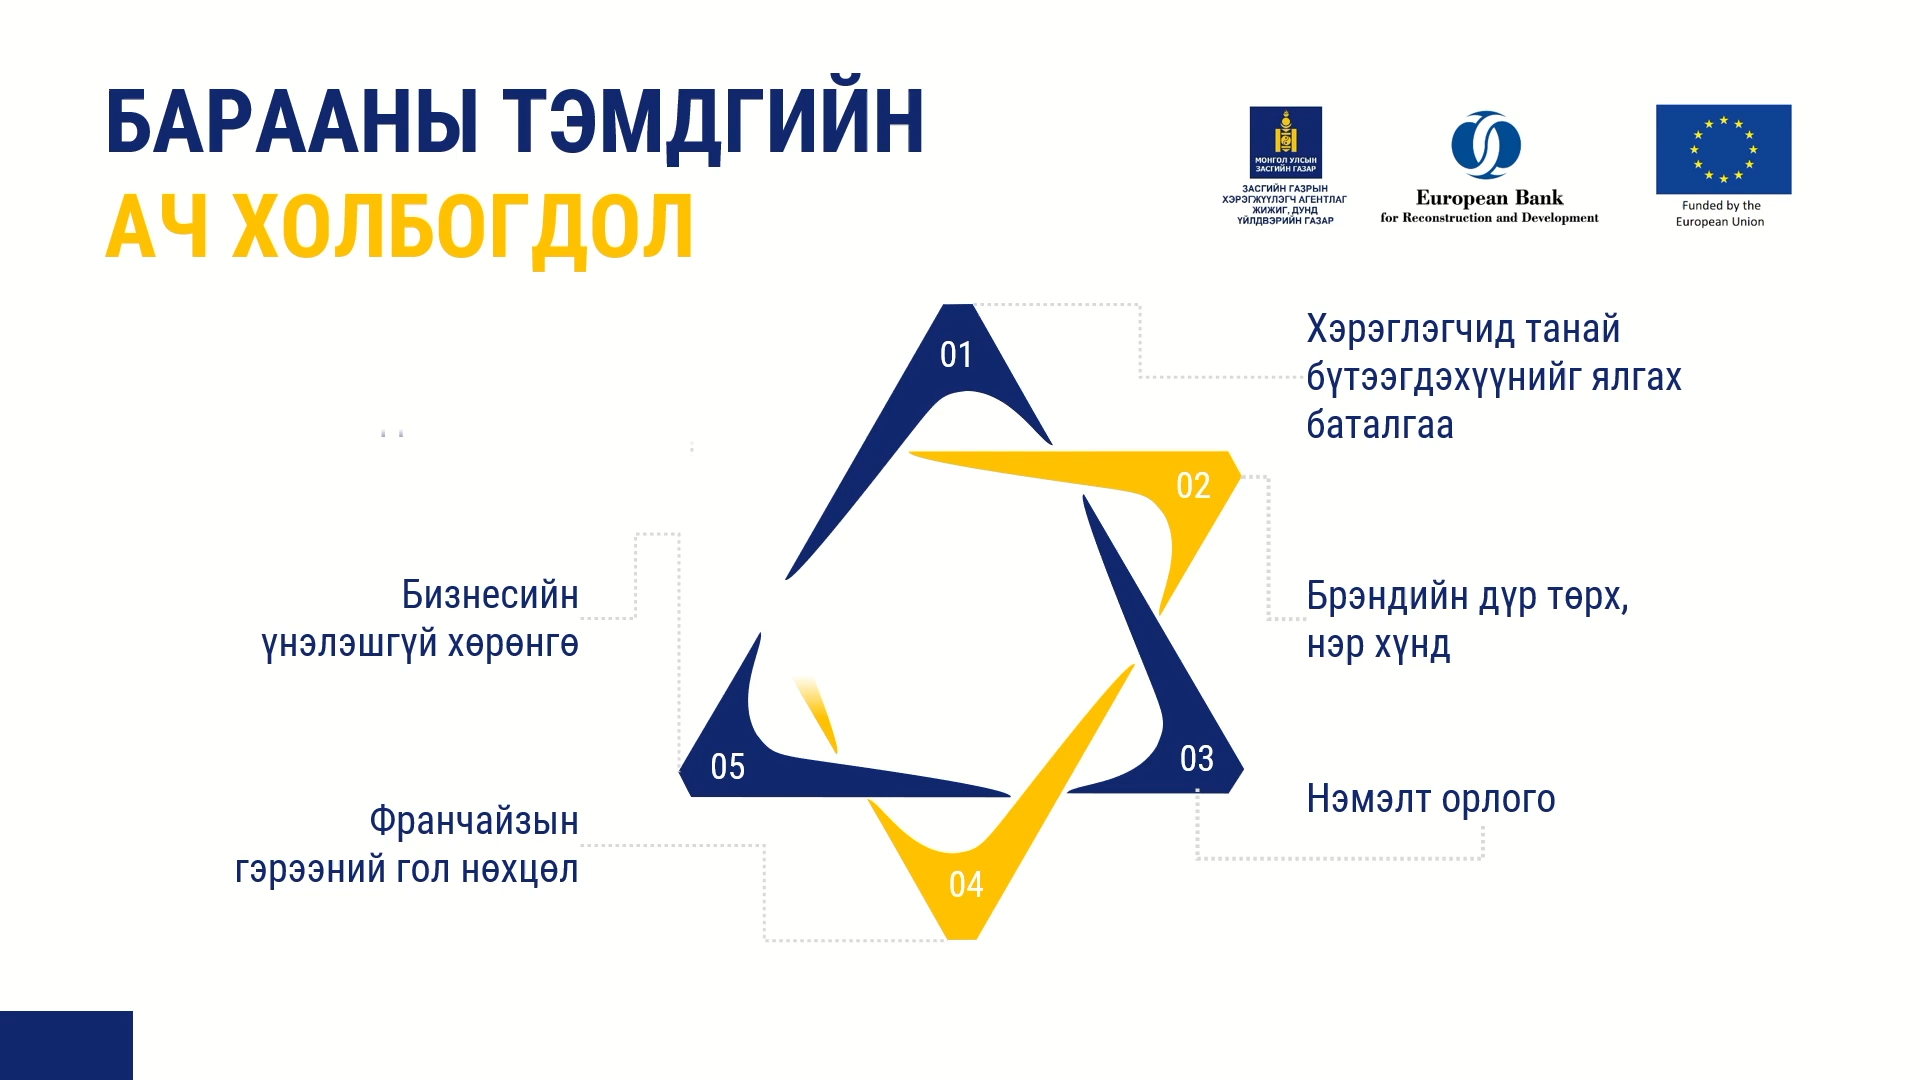 БАРААНЫ ТЭМДГИЙН
АЧ ХОЛБОГДОЛ
МОНГОЛ УЛСЫН
ЗАСГИЙН ГАЗАР
ЗАСГИЙН ГАЗРЫН
ХЭРЭГЖҮҮЛЭГЧ АГЕНТЛАГ
ЖИЖИГ, ДУНД
ҮЙЛДВЭРИЙН ГАЗАР
European Bank
for Reconstruction and Development
Funded by the
European Union
01
Хэрэглэгчид танай
бүтээгдэхүүнийг ялгах
баталгаа
02
Брэндийн дүр төрх,
нэр хүнд
03
Нэмэлт орлого
04
Франчайзын
гэрээний гол нөхцөл
05
Бизнесийн
үнэлэшгүй хөрөнгө